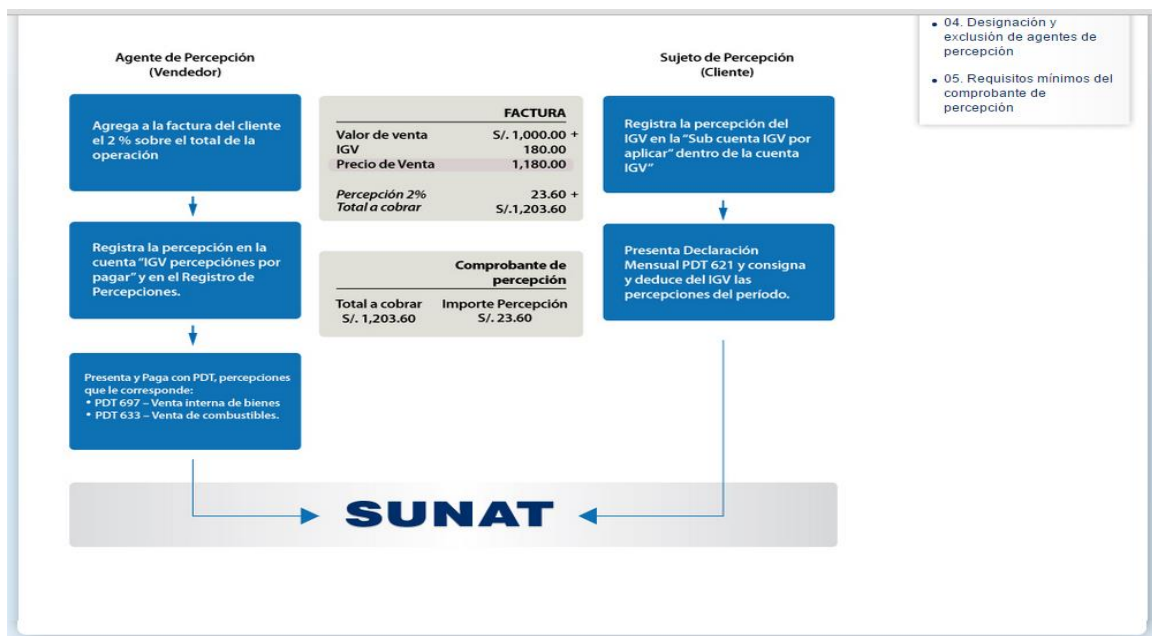 • 04. Designación y
exclusión de agentes de
percepción
• 05. Requisitos mínimos del
comprobante de
percepción
Agente de Percepción
(Vendedor)
Agrega a la factura del cliente
el 2 % sobre el total de la
operación
Registra la percepción en la
cuenta "IGV percepciónes por
pagar" y en el Registro de
Percepciones.
Presenta y Paga con PDT, percepciones
que le corresponde:
• PDT 697 – Venta interna de bienes
• PDT 633 – Venta de combustibles.
FACTURA
Valor de venta S/. 1,000.00 +
IGV 180.00
Precio de Venta 1,180.00
Percepción 2% 23.60 +
Total a cobrar S/.1,203.60
Comprobante de
percepción
Total a cobrar Importe Percepción
S/. 1,203.60 S/. 23.60
Sujeto de Percepción
(Cliente)
Registra la percepción del
IGV en la "Sub cuenta IGV por
aplicar" dentro de la cuenta
IGV"
Presenta Declaración
Mensual PDT 621 y consigna
y deduce del IGV las
percepciones del período.
SUNAT